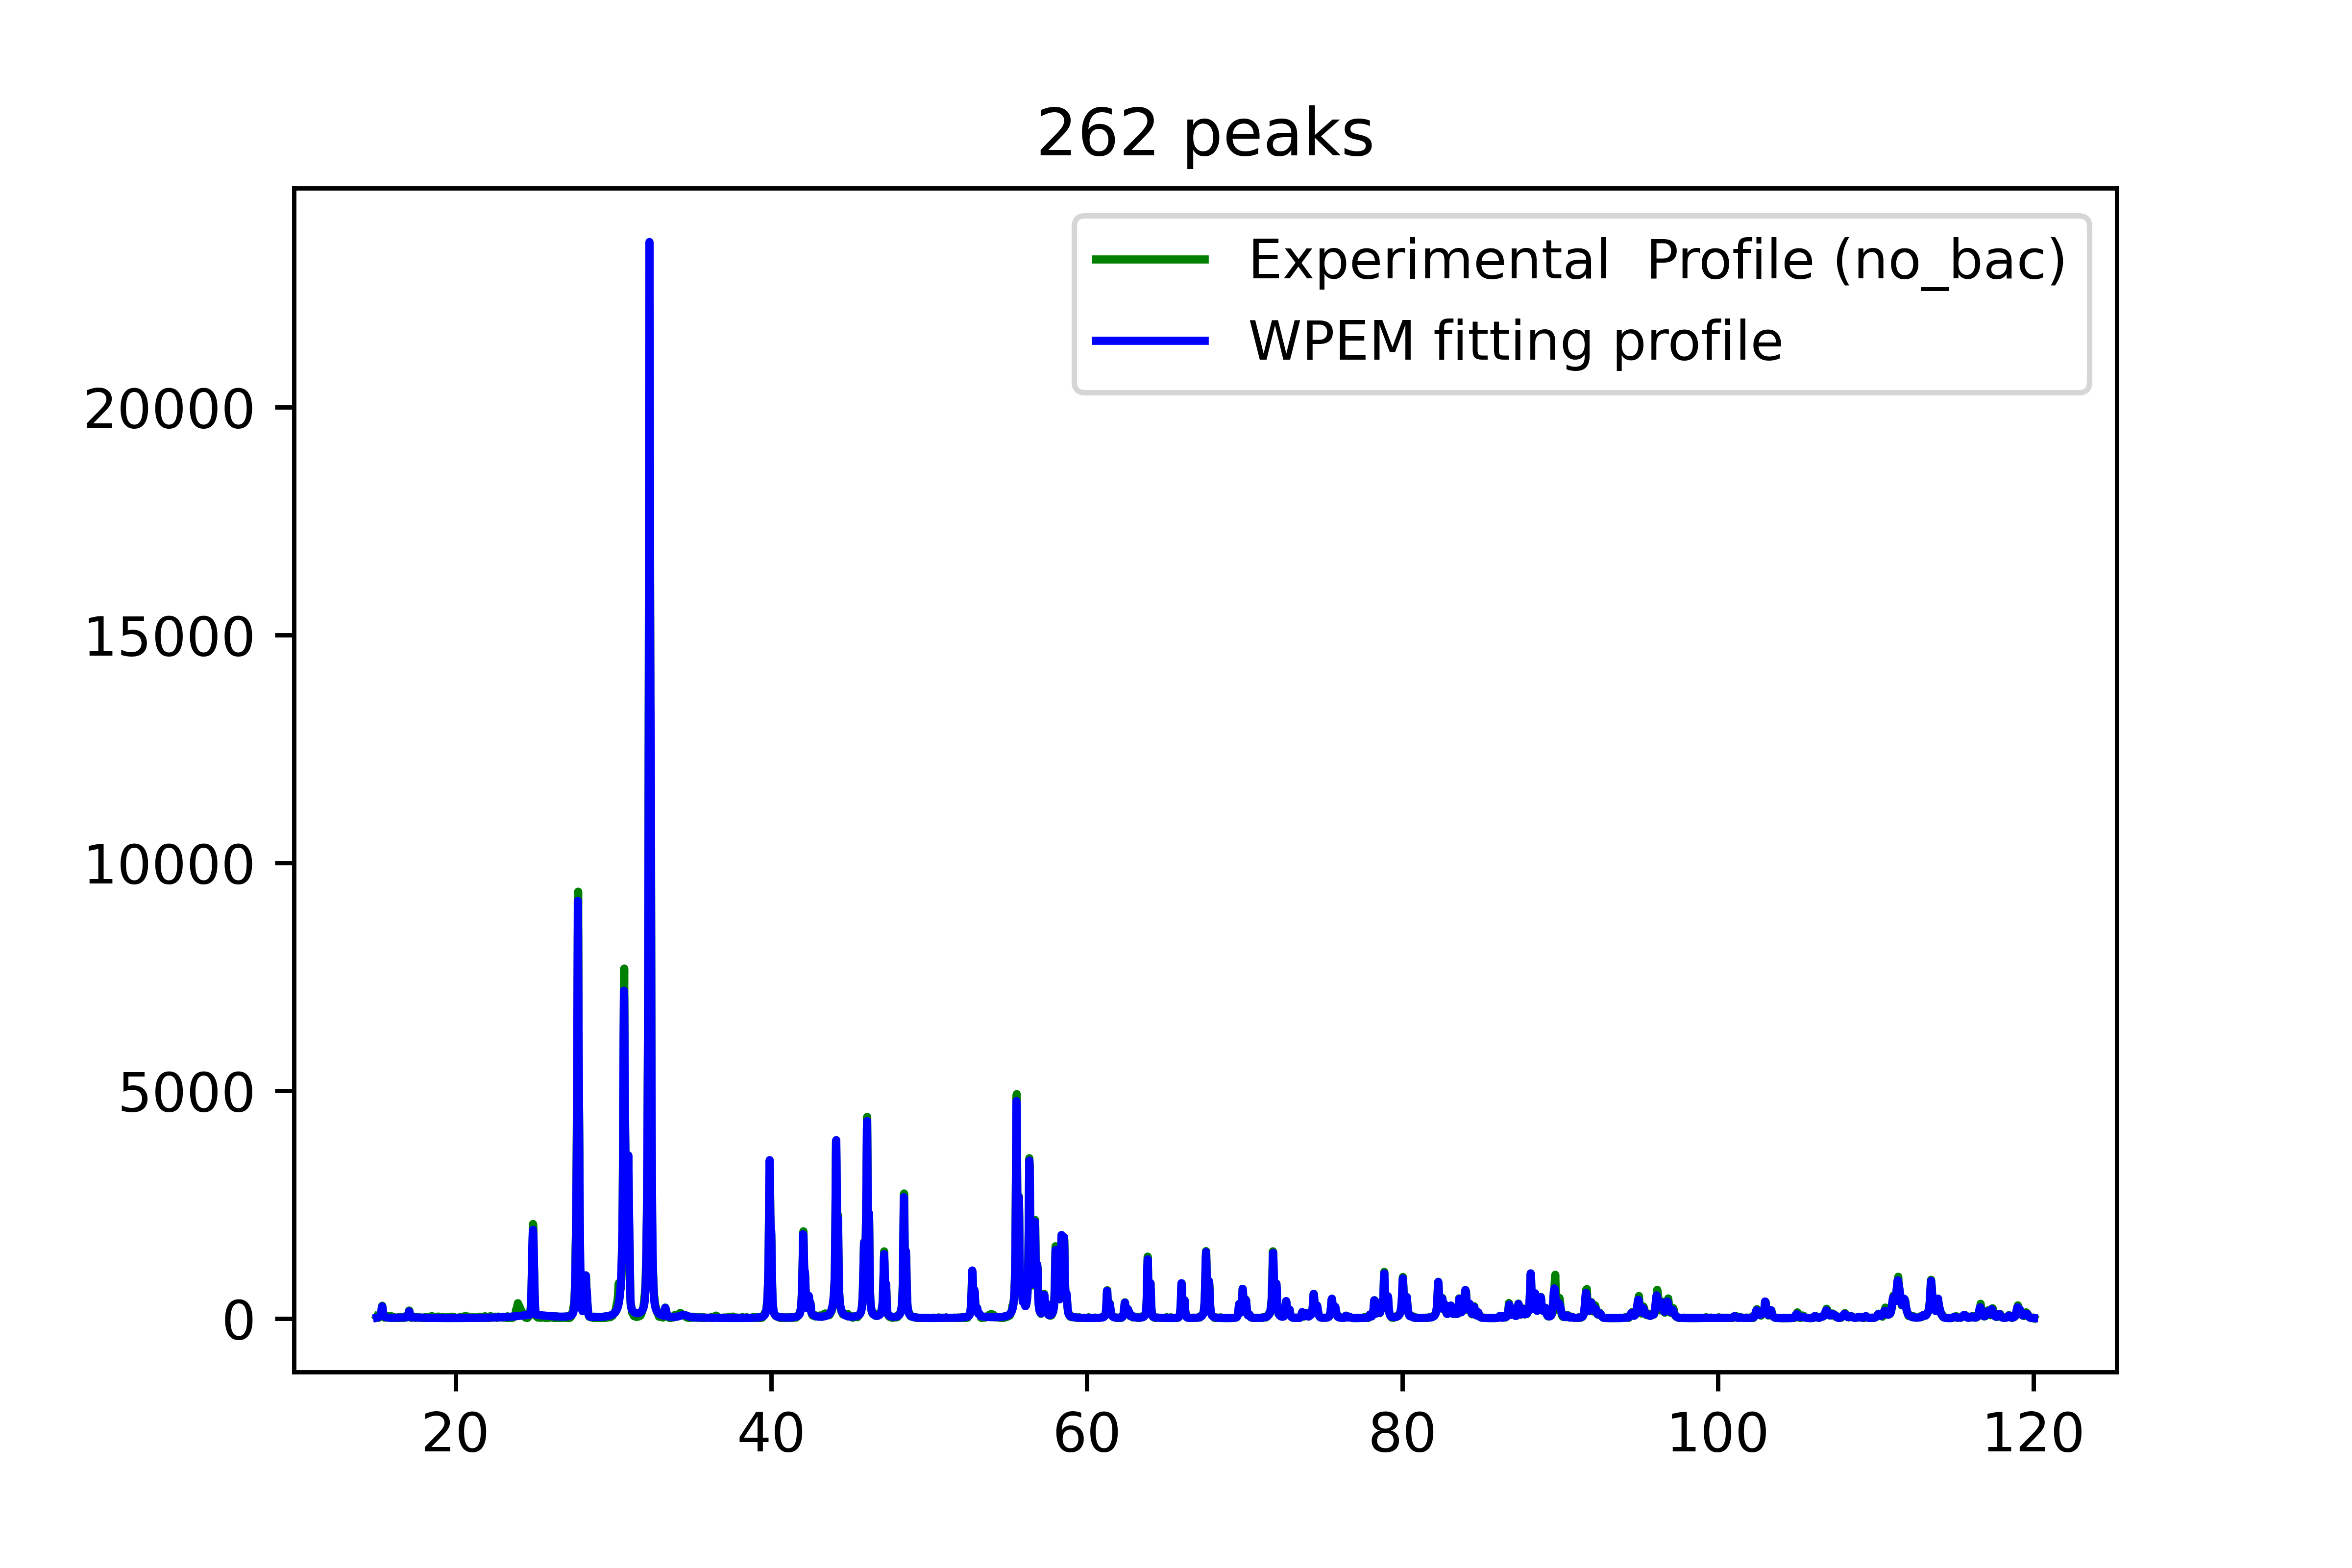 262 peaks
Experimental  Profile (no_bac)
WPEM fitting profile
20000
15000
10000
5000
0
20 40 60 80 100 120